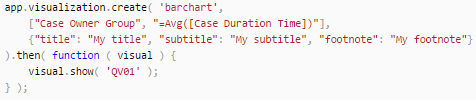 app.visualization.create( 'barchart',
    ["Case Owner Group", "=Avg([Case Duration Time])"],
    {"title": "My title", "subtitle": "My subtitle", "footnote": "My footnote"}
).then( function ( visual ) {
    visual.show( 'QV01' );
} );